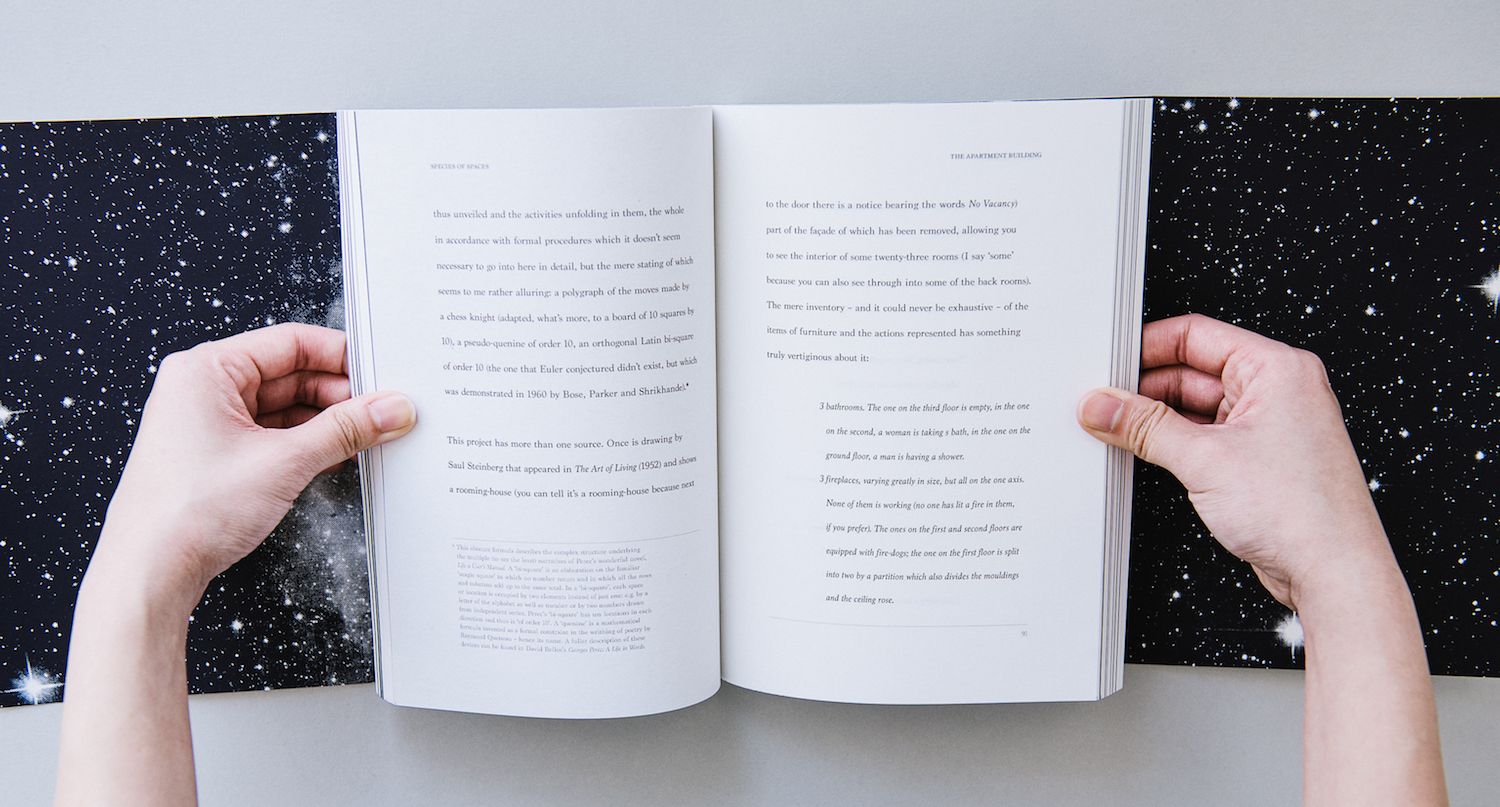 SPECIES OF SPACES
thus unveiled and the activities unfolding in them, the whole
in accordance with formal procedures which it doesn't seem
necessary to go into here in detail, but the mere stating of which
seems to me rather alluring: a polygraph of the moves made by
a chess knight (adapted, what's more, to a board of 10 squares by
10), a pseudo-quenine of order 10, an orthogonal Latin bi-square
of order 10 (the one that Euler conjectured didn't exist, but which
was demonstrated in 1960 by Bose, Parker and Shrikhande).*
This project has more than one source. Once is drawing by
Saul Steinberg that appeared in The Art of Living (1952) and shows
a rooming-house (you can tell it's a rooming-house because next
* This obscure formula describes the complex structure underlying
the multiple
narratives of Perec's wonderful novel,
Life a User's Manual. A 'bi-square' is an elaboration on the familiar
'magic square' in which no number recurs and in which all the rows
and columns add up to the same total. In a 'bi-square', each space
or location is occupied by two elements instead of just one: e.g. by a
letter of the alphabet as well as number or by two numbers drawn
from independent series. Perec's 'bi-square' has ten locations in each
direction and thus is 'of order 10'. A 'quenine' is a mathematical
formula invented as a formal constraint in the writhing of poetry by
Raymond Queneau – hence its name. A fuller description of these
devices can be found in David Bellos's Georges Perec: A Life in Words.
THE APARTMENT BUILDING
to the door there is a notice bearing the words No Vacancy)
part of the façade of which has been removed, allowing you
to see the interior of some twenty-three rooms (I say 'some'
because you can also see through into some of the back rooms).
The mere inventory – and it could never be exhaustive – of the
items of furniture and the actions represented has something
truly vertiginous about it:
3 bathrooms. The one on the third floor is empty, in the one
on the second, a woman is taking s bath, in the one on the
ground floor, a man is having a shower.
3 fireplaces, varying greatly in size, but all on the one axis.
None of them is working (no one has lit a fire in them,
if you prefer). The ones on the first and second floors are
equipped with fire-dogs; the one on the first floor is split
into two by a partition which also divides the mouldings
and the ceiling rose.
91